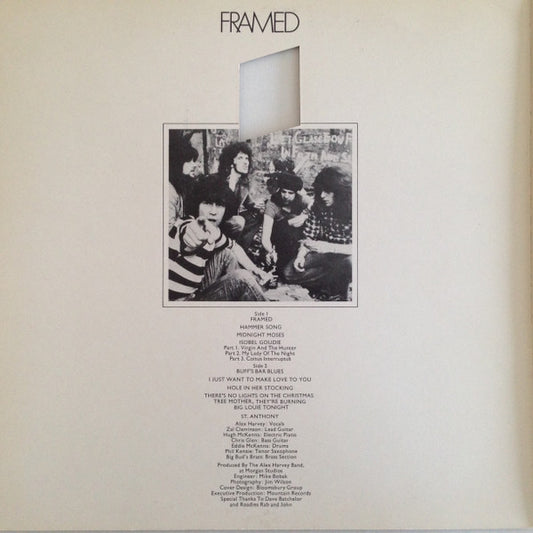 FRAMED
Side 1
FRAMED
HAMMER SONG
MIDNIGHT MOSES
ISOBEL GOUDIE
Part 1. Virgin And The Hunter
Part 2. My Lady Of The Night
Part 3. Coitus Interruptus
Side 2
BUFF'S BAR BLUES
I JUST WANT TO MAKE LOVE TO YOU
HOLE IN HER STOCKING
THERE'S NO LIGHTS ON THE CHRISTMAS
TREE MOTHER, THEY'RE BURNING
BIG LOUIE TONIGHT
ST. ANTHONY
Alex Harvey: Vocals
Zal Cleminson: Lead Guitar
Hugh McKenna: Electric Piano
Chris Glen: Bass Guitar
Eddie McKenna: Drums
Phil Kenzie: Tenor Saxophone
Big Bud's Brass: Brass Section
Produced By The Alex Harvey Band,
at Morgan Studios
Engineer: Mike Bobak
Photography: Jim Wilson
Cover Design: Bloomsbury Group
Executive Production: Mountain Records
Special Thanks To Dave Batchelor
and Roadies Rab and John